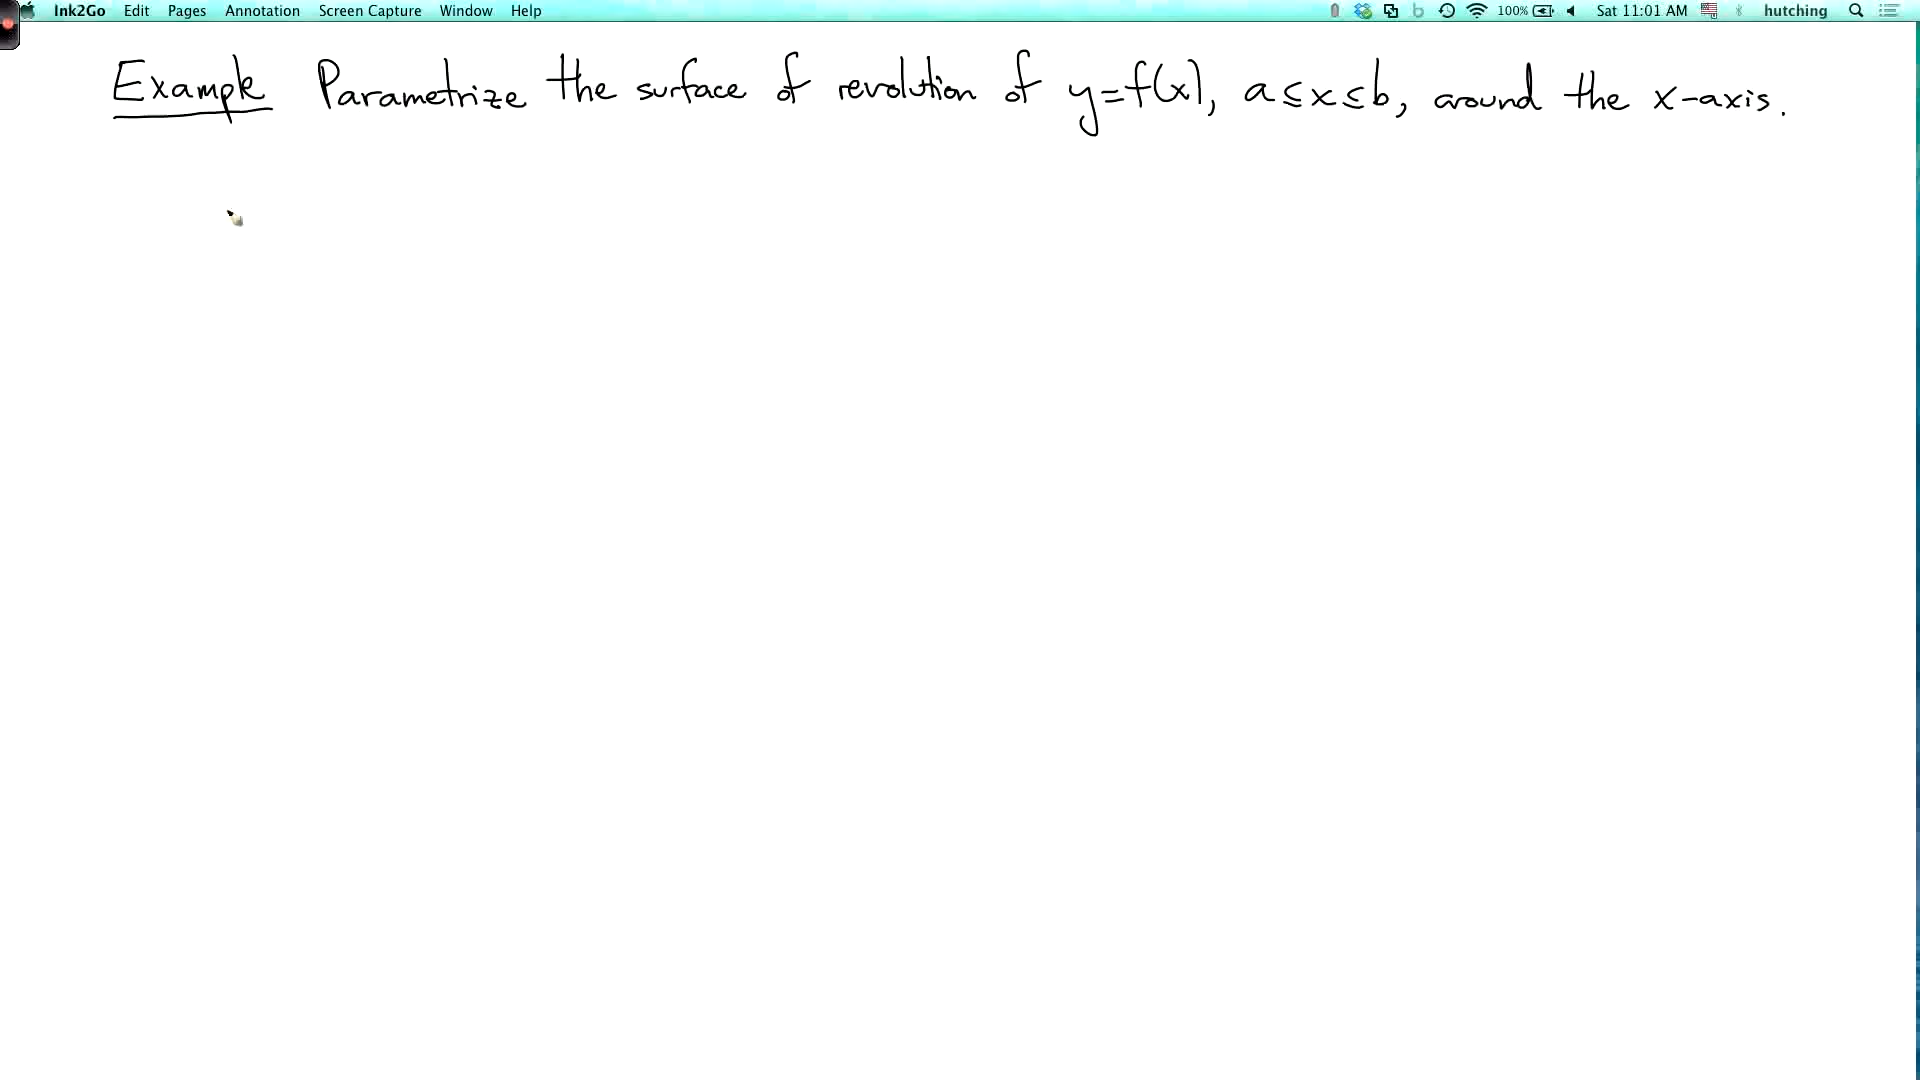 Ink2Go Edit Pages Annotation Screen Capture Window Help 100% Sat 11:01 AM hutching
Example Parametrize the surface of revolution of y=f(x), a≤x≤b, around the x-axis.